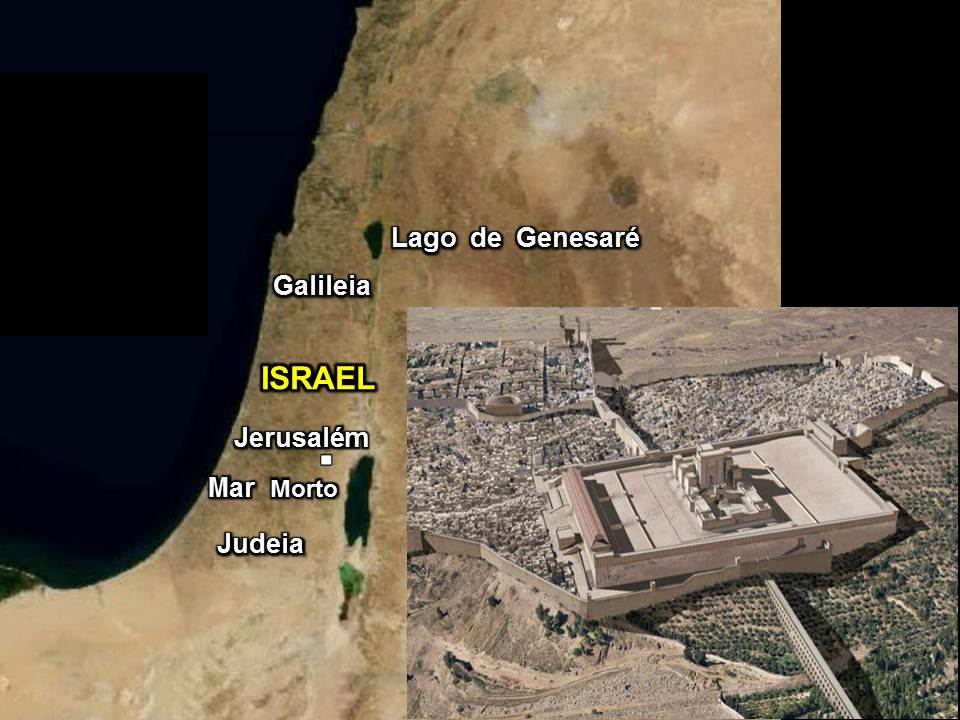 Lago de Genesaré
Galileia
ISRAEL
Jerusalém
Mar Morto
Judeia